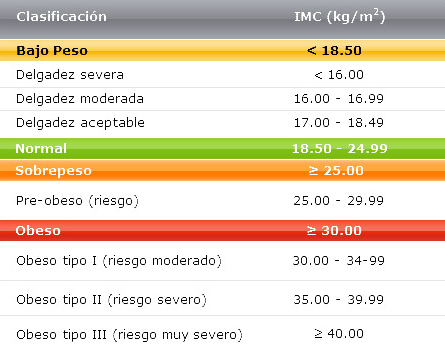 Clasificación IMC (kg/m²)
Bajo Peso < 18.50
Delgadez severa < 16.00
Delgadez moderada 16.00 - 16.99
Delgadez aceptable 17.00 - 18.49
Normal 18.50 - 24.99
Sobrepeso ≥ 25.00
Pre-obeso (riesgo) 25.00 - 29.99
Obeso ≥ 30.00
Obeso tipo I (riesgo moderado) 30.00 - 34-99
Obeso tipo II (riesgo severo) 35.00 - 39.99
Obeso tipo III (riesgo muy severo) ≥ 40.00